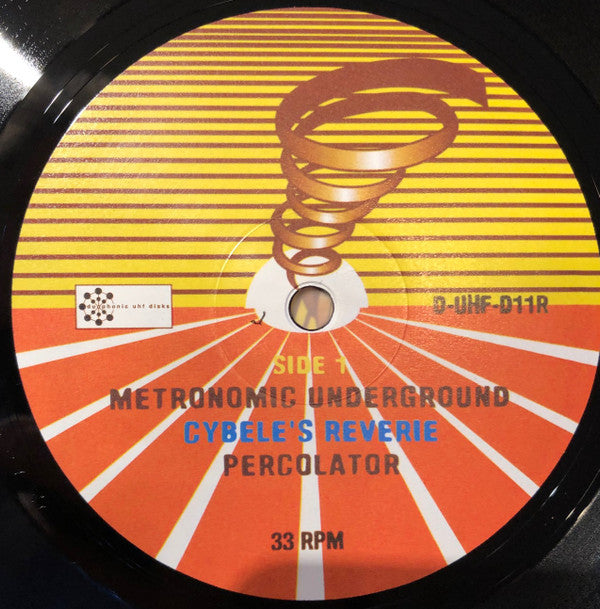 duophonic uhf disks
D-UHF-D11R
SIDE 1
METRONOMIC UNDERGROUND
CYBELE'S REVERIE
PERCOLATOR
33 RPM